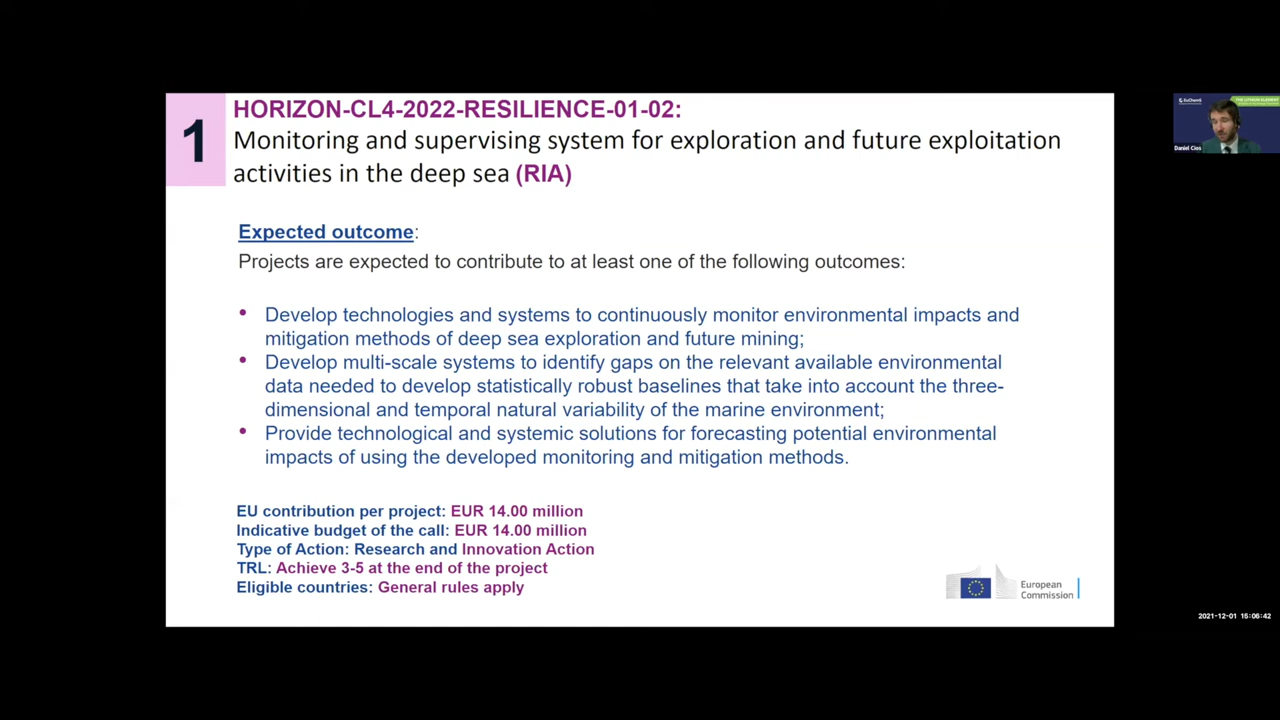 1
HORIZON-CL4-2022-RESILIENCE-01-02:
Monitoring and supervising system for exploration and future exploitation
activities in the deep sea (RIA)
Expected outcome:
Projects are expected to contribute to at least one of the following outcomes:
• Develop technologies and systems to continuously monitor environmental impacts and
mitigation methods of deep sea exploration and future mining;
• Develop multi-scale systems to identify gaps on the relevant available environmental
data needed to develop statistically robust baselines that take into account the three-
dimensional and temporal natural variability of the marine environment;
• Provide technological and systemic solutions for forecasting potential environmental
impacts of using the developed monitoring and mitigation methods.
EU contribution per project: EUR 14.00 million
Indicative budget of the call: EUR 14.00 million
Type of Action: Research and Innovation Action
TRL: Achieve 3-5 at the end of the project
Eligible countries: General rules apply
European
Commission
THE LITHIUM ELEMENT
Daniel Cios
2021-12-01 15:06:42